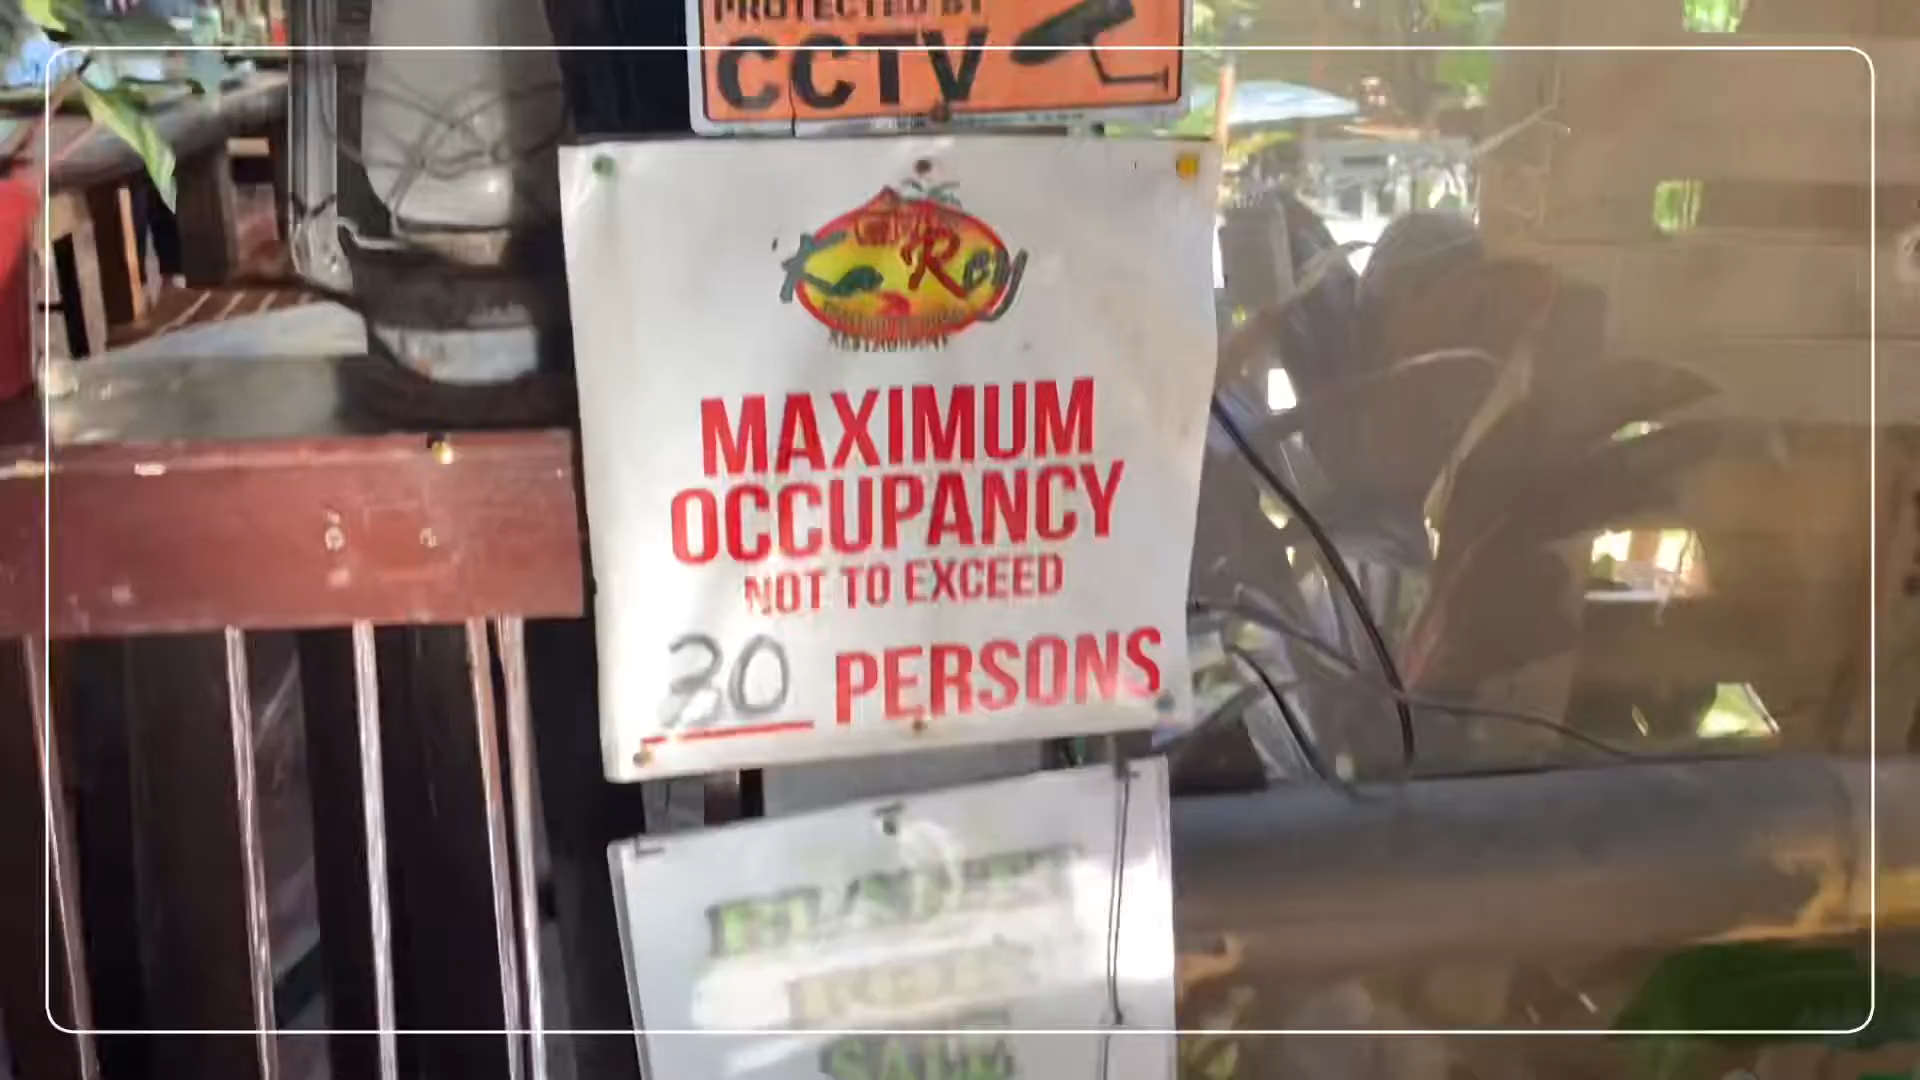 PROTECTED BY
CCTV
Ka Rey
RESTAURANT
MAXIMUM
OCCUPANCY
NOT TO EXCEED
30 PERSONS